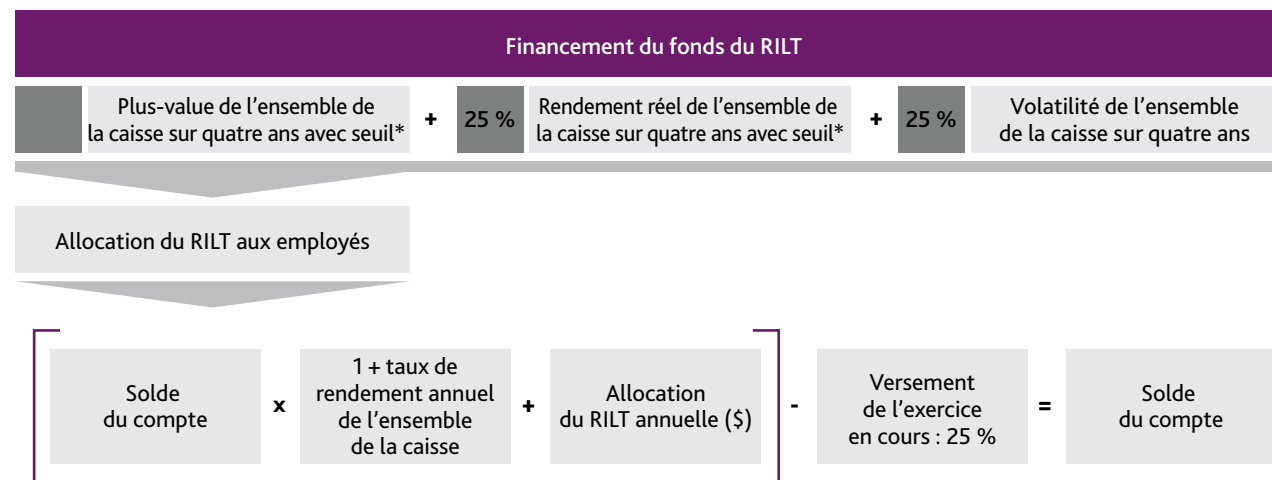 Financement du fonds du RILT
Plus-value de l'ensemble de
la caisse sur quatre ans avec seuil*
+
25 %
Rendement réel de l'ensemble de
la caisse sur quatre ans avec seuil*
+
25 %
Volatilité de l'ensemble
de la caisse sur quatre ans
Allocation du RILT aux employés
Solde
du compte
x
1 + taux de
rendement annuel
de l'ensemble
de la caisse
+
Allocation
du RILT annuelle ($)
-
Versement
de l'exercice
en cours : 25 %
=
Solde
du compte